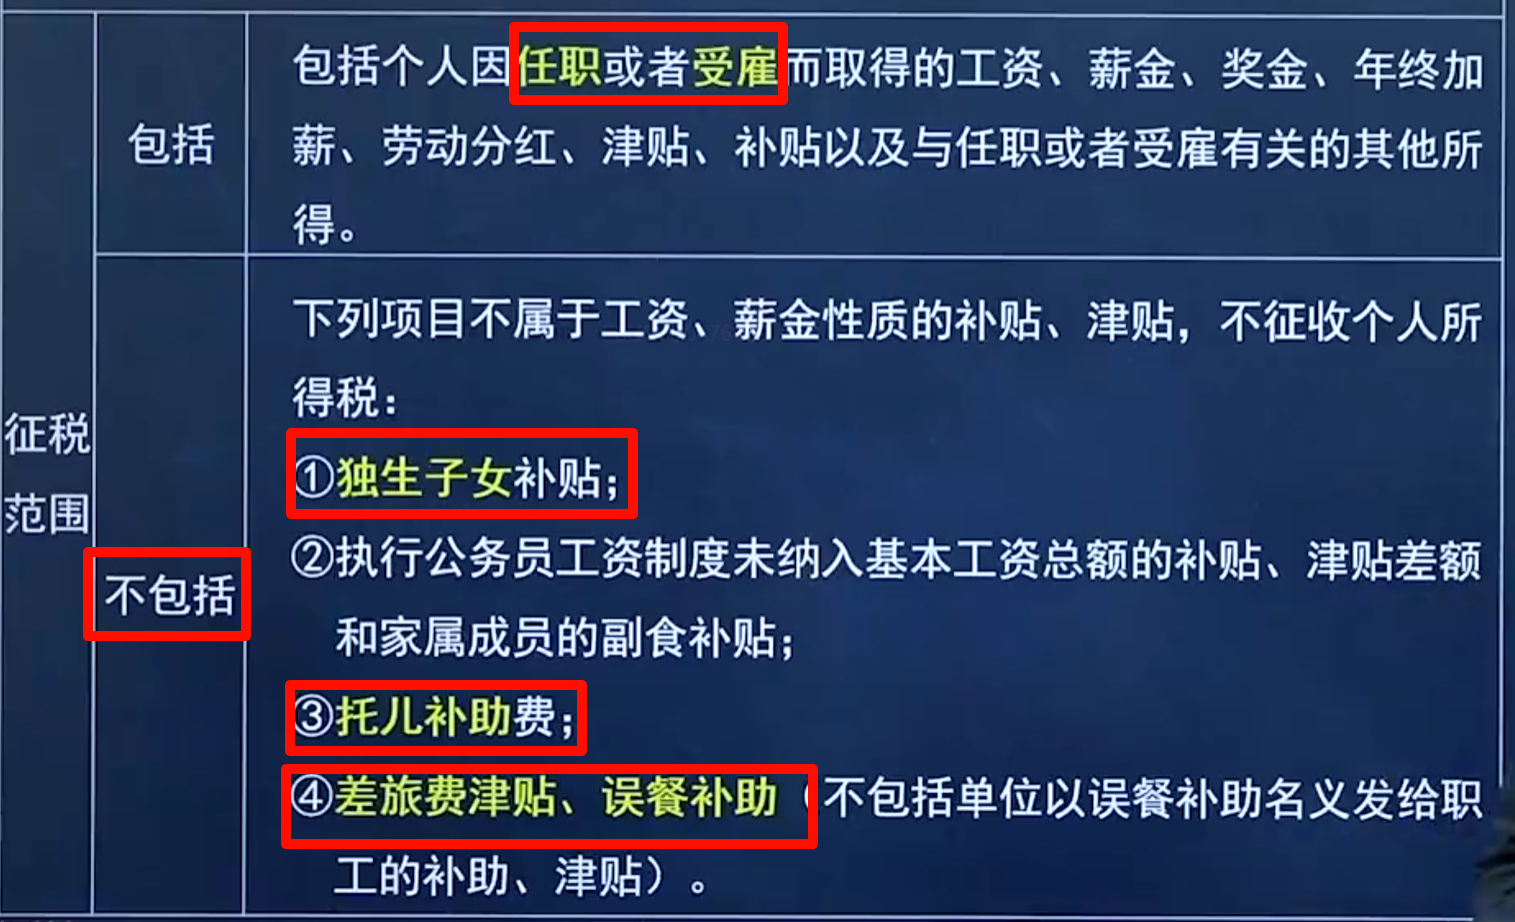 征税
范围
包括
包括个人因任职或者受雇而取得的工资、薪金、奖金、年终加
薪、劳动分红、津贴、补贴以及与任职或者受雇有关的其他所
得。
不包括
下列项目不属于工资、薪金性质的补贴、津贴，不征收个人所
得税：
①独生子女补贴；
②执行公务员工资制度未纳入基本工资总额的补贴、津贴差额
和家属成员的副食补贴；
③托儿补助费；
④差旅费津贴、误餐补助（不包括单位以误餐补助名义发给职
工的补助、津贴）。